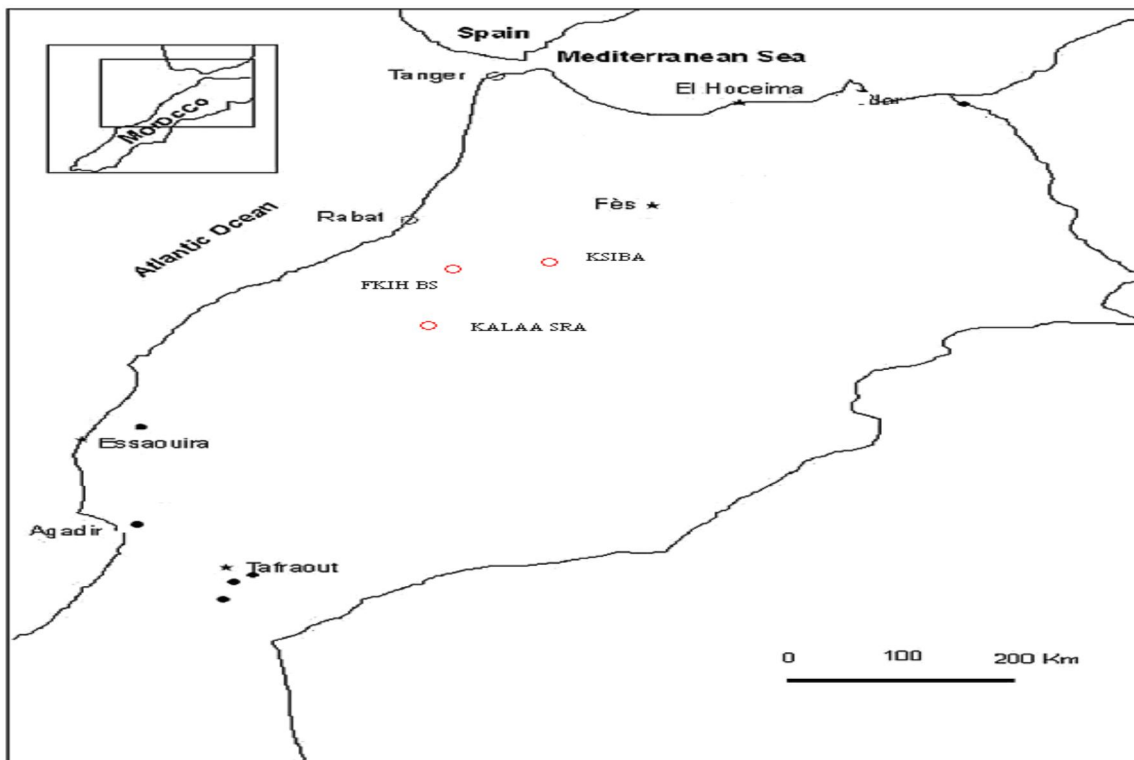 Spain
Mediterranean Sea
Tanger
El Hoceima
Morocco
Fès
Rabat
Atlantic Ocean
KSIBA
FKIH BS
KALAA SRA
Essaouira
Agadir
Tafraout
0 100 200 Km